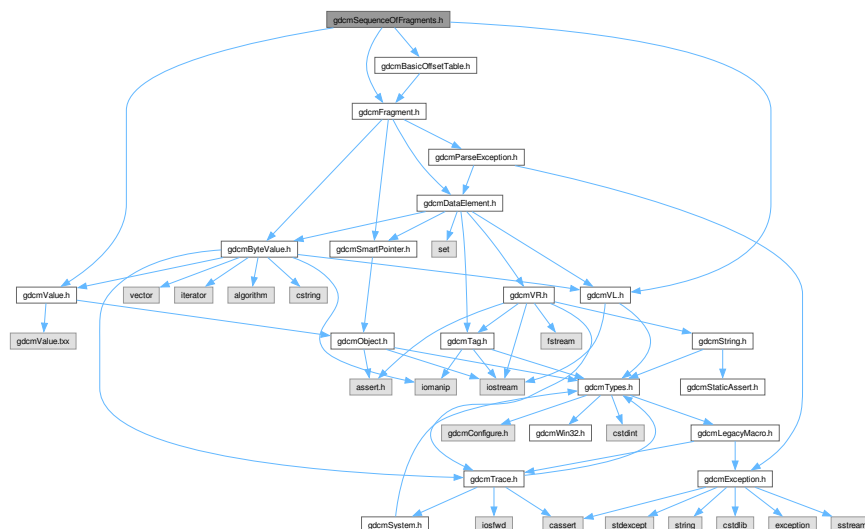 gdcmSequenceOfFragments.h
gdcmBasicOffsetTable.h
gdcmFragment.h
gdcmParseException.h
gdcmDataElement.h
gdcmByteValue.h
gdcmSmartPointer.h
set
gdcmValue.h
vector
iterator
algorithm
cstring
gdcmVR.h
gdcmVL.h
gdcmValue.txx
gdcmObject.h
gdcmTag.h
fstream
gdcmString.h
assert.h
iomanip
iostream
gdcmTypes.h
gdcmStaticAssert.h
gdcmConfigure.h
gdcmWin32.h
cstdint
gdcmLegacyMacro.h
gdcmTrace.h
gdcmException.h
gdcmSystem.h
iosfwd
cassert
stdexcept
string
cstdlib
exception
sstream